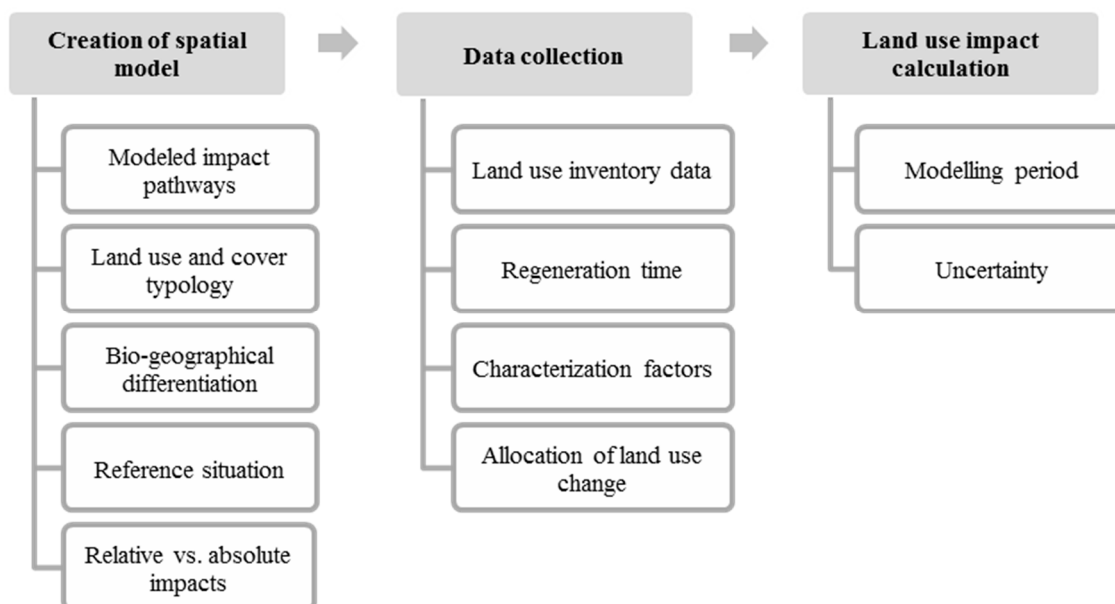 Creation of spatial
model
Modeled impact
pathways
Land use and cover
typology
Bio-geographical
differentiation
Reference situation
Relative vs. absolute
impacts
Data collection
Land use inventory data
Regeneration time
Characterization factors
Allocation of land use
change
Land use impact
calculation
Modelling period
Uncertainty